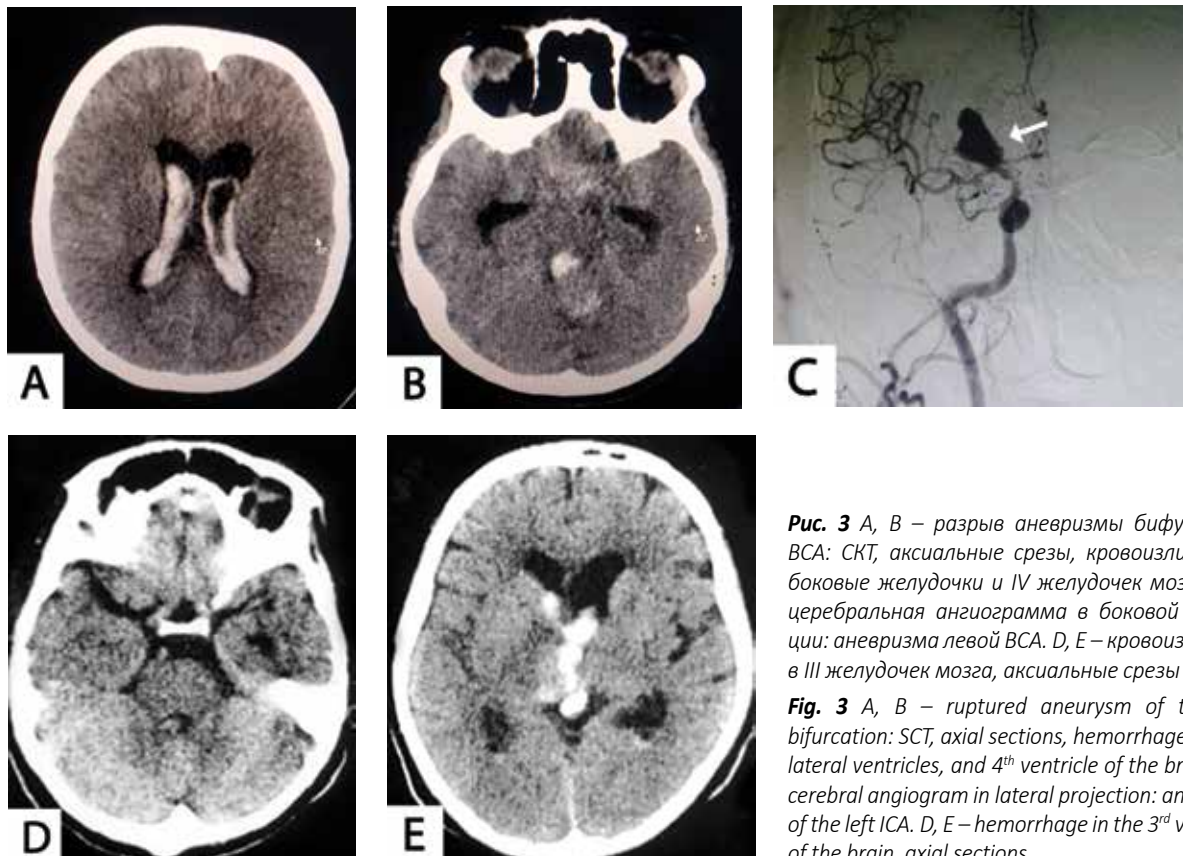 A
B
C
D
E
Рис. 3 А, В – разрыв аневризмы бифу
ВСА: СКТ, аксиальные срезы, кровоизли
боковые желудочки и IV желудочек моз
церебральная ангиограмма в боковой
ции: аневризма левой ВСА. D, E – кровоиз
в III желудочек мозга, аксиальные срезы
Fig. 3 A, B – ruptured aneurysm of t
bifurcation: SCT, axial sections, hemorrhage
lateral ventricles, and 4th ventricle of the br
cerebral angiogram in lateral projection: an
of the left ICA. D, E – hemorrhage in the 3rd v
of the brain, axial sections